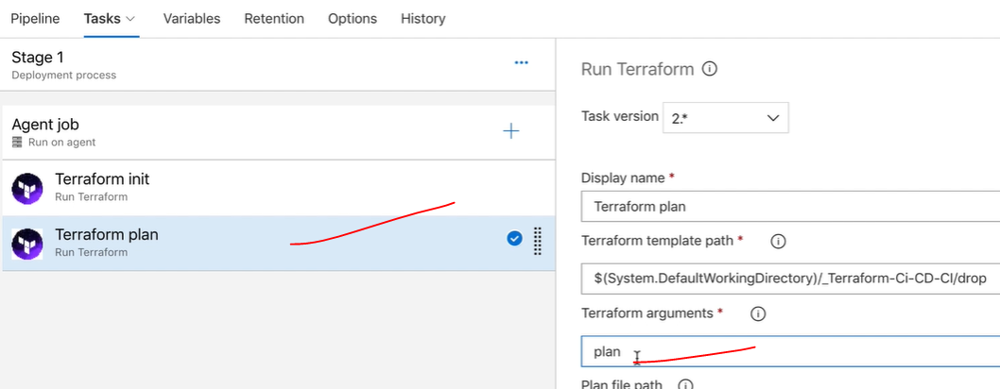 Pipeline Tasks Variables Retention Options History
Stage 1
Deployment process
Agent job
Run on agent
Terraform init
Run Terraform
Terraform plan
Run Terraform
Run Terraform
Task version 2.*
Display name *
Terraform plan
Terraform template path *
$(System.DefaultWorkingDirectory)/_Terraform-Ci-CD-CI/drop
Terraform arguments *
plan
Plan file path